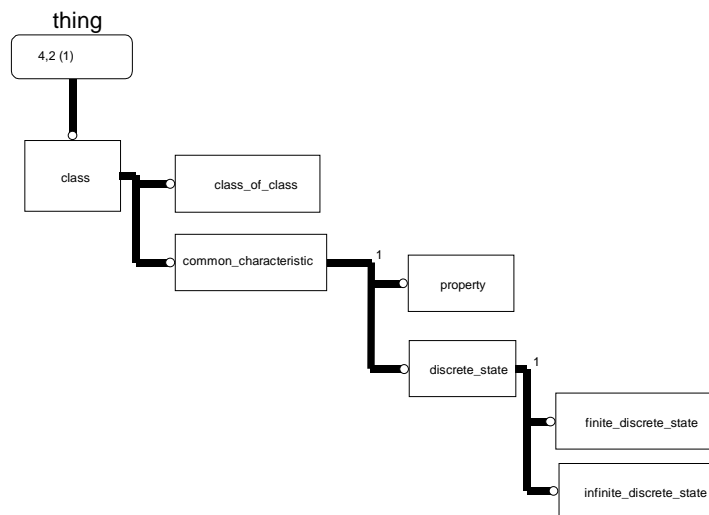 thing
4,2 (1)
class
class_of_class
common_characteristic
1
property
discrete_state
1
finite_discrete_state
infinite_discrete_state